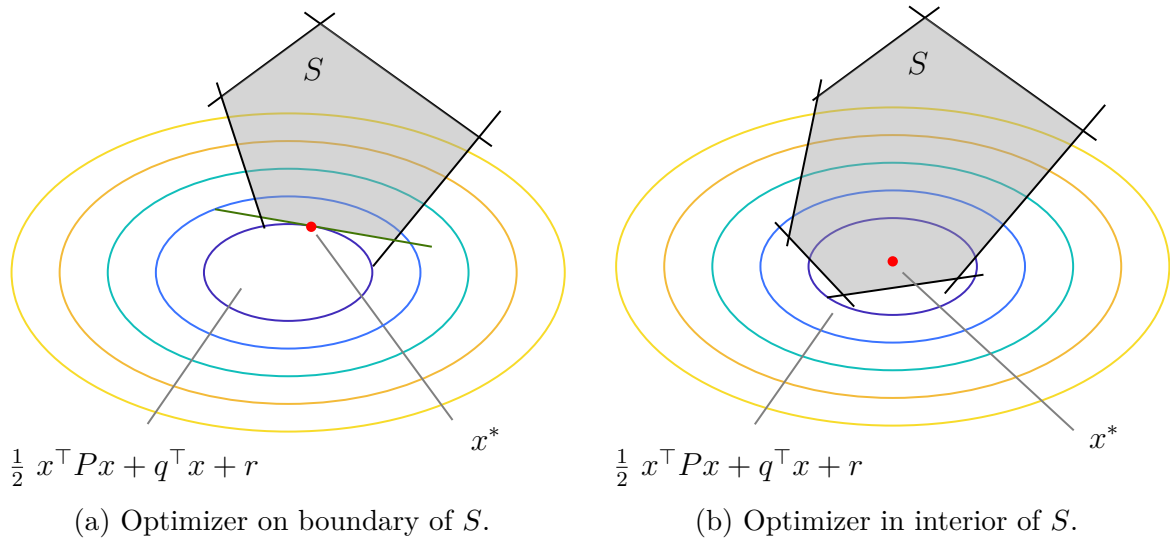 S
S
x*
x*
½ x⊤Px + q⊤x + r
½ x⊤Px + q⊤x + r
(a) Optimizer on boundary of S.
(b) Optimizer in interior of S.